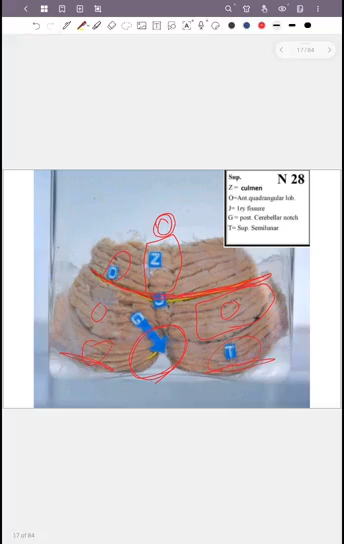 17/84
Sup. N 28
Z = culmen
O=Ant.quadrangular lob.
J= 1ry fissure
G = post. Cerebellar notch
T= Sup. Semilunar
O
Z
J
G
T
17 of 84